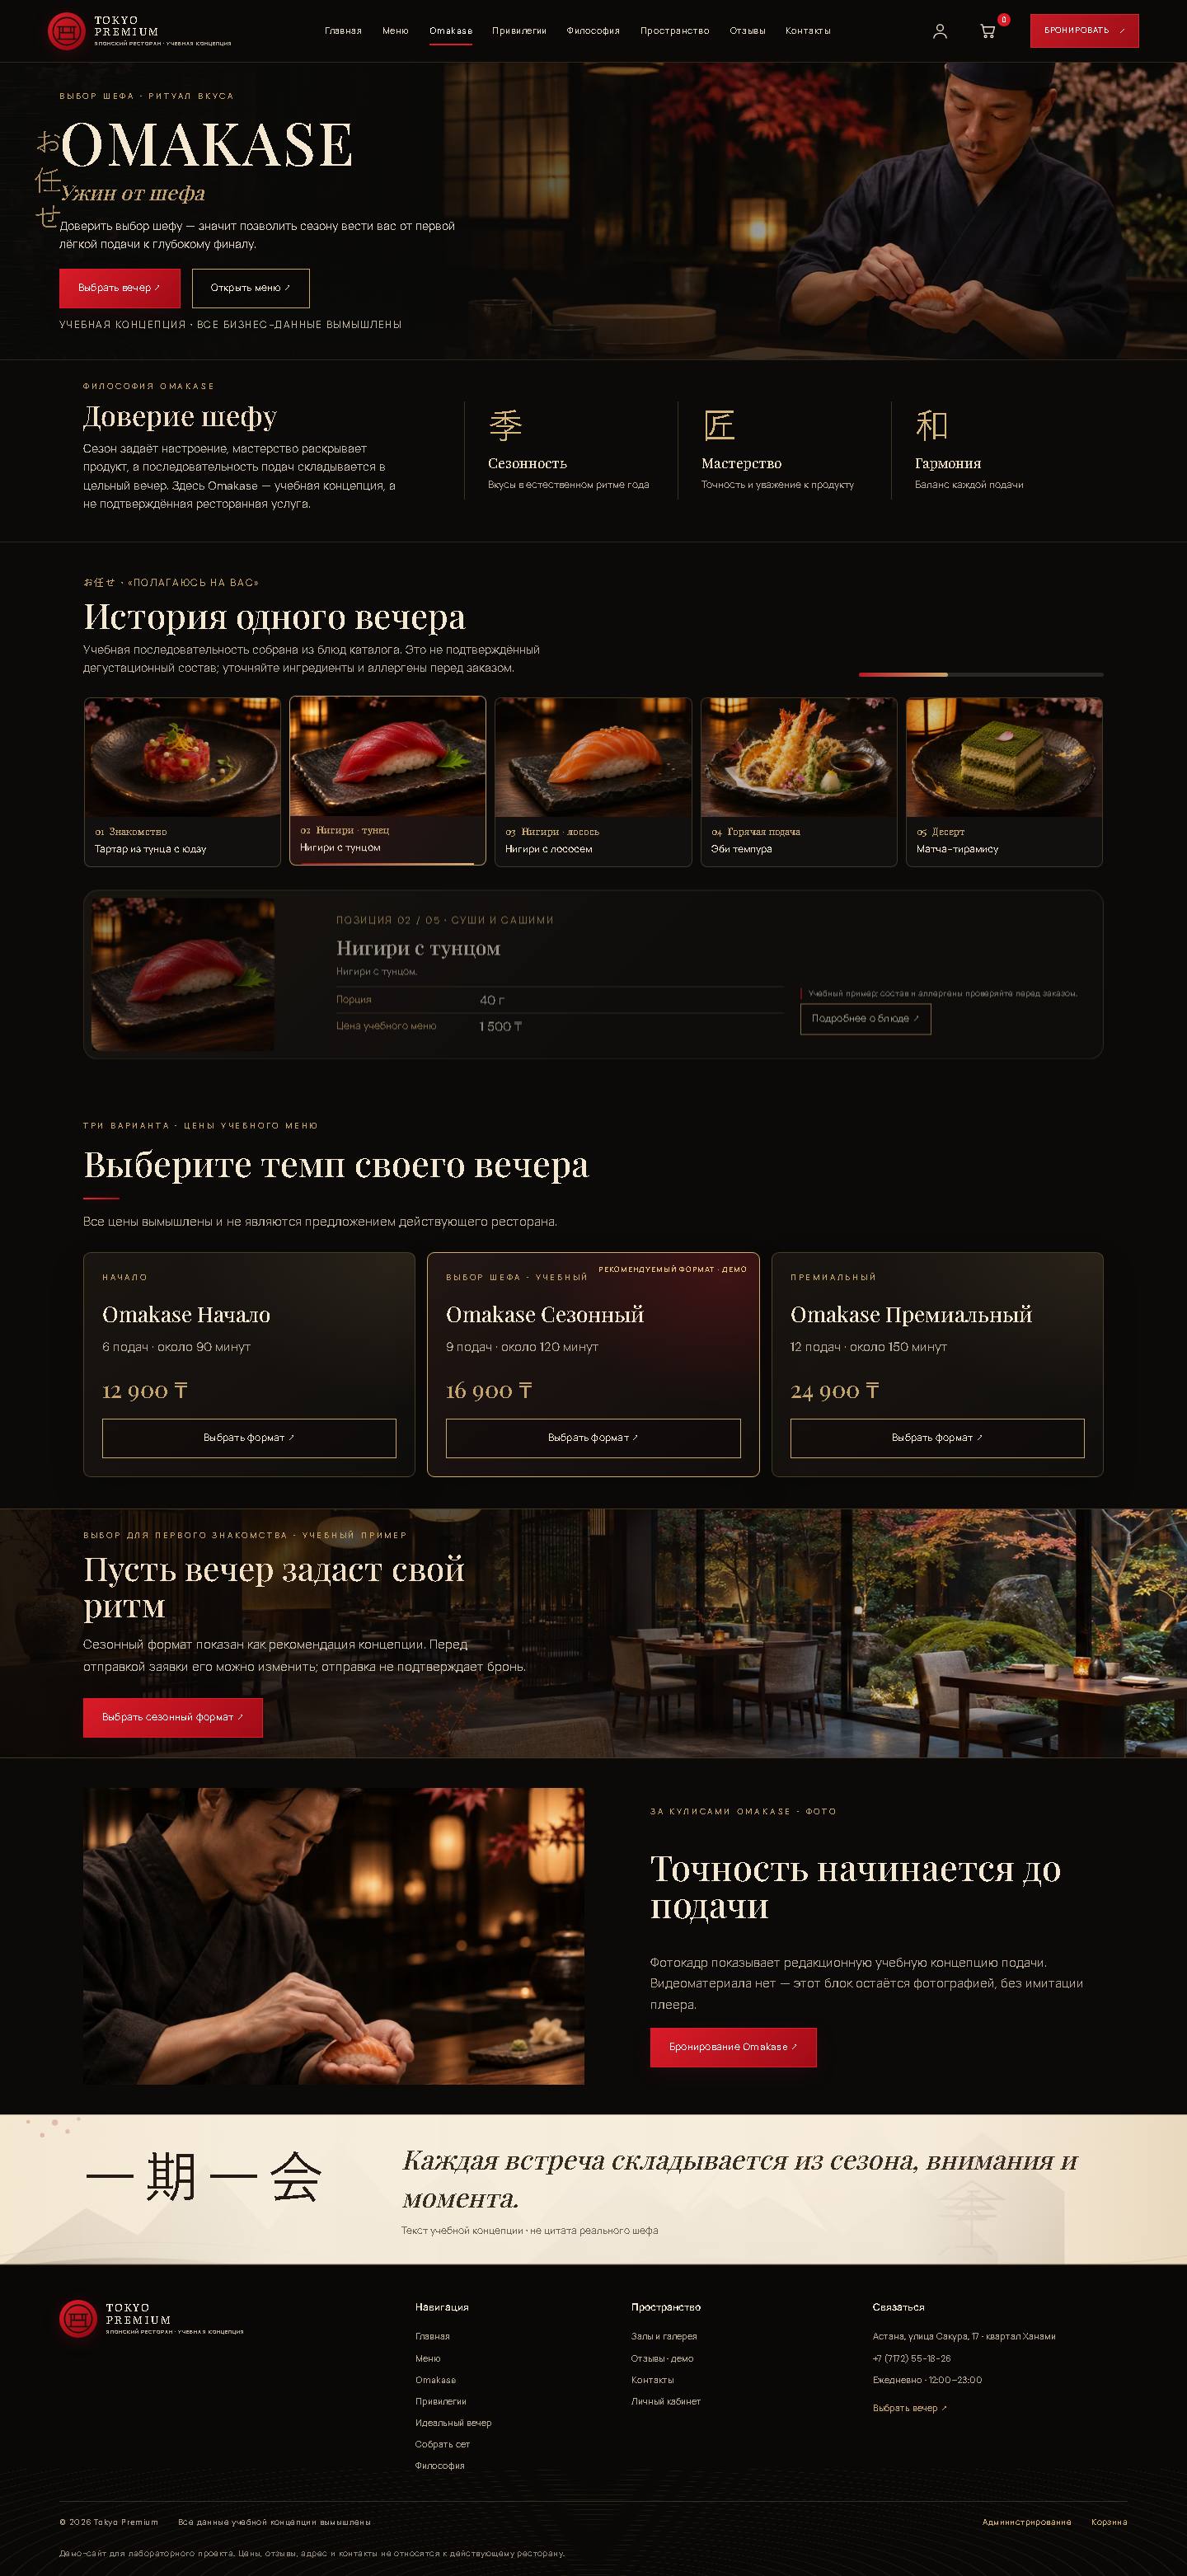 TOKYO
PREMIUM
ЯПОНСКИЙ РЕСТОРАН · УЧЕБНАЯ КОНЦЕПЦИЯ
Главная
Меню
Omakase
Привилегии
Философия
Пространство
Отзывы
Контакты
0
БРОНИРОВАТЬ ↗
ВЫБОР ШЕФА · РИТУАЛ ВКУСА
お任せ
OMAKASE
Ужин от шефа
Доверить выбор шефу — значит позволить сезону вести вас от первой
лёгкой подачи к глубокому финалу.
Выбрать вечер ↗
Открыть меню ↗
УЧЕБНАЯ КОНЦЕПЦИЯ · ВСЕ БИЗНЕС-ДАННЫЕ ВЫМЫШЛЕНЫ
ФИЛОСОФИЯ OMAKASE
Доверие шефу
Сезон задаёт настроение, мастерство раскрывает
продукт, а последовательность подач складывается в
цельный вечер. Здесь Omakase — учебная концепция, а
не подтверждённая ресторанная услуга.
季
Сезонность
Вкусы в естественном ритме года
匠
Мастерство
Точность и уважение к продукту
和
Гармония
Баланс каждой подачи
お任せ · «ПОЛАГАЮСЬ НА ВАС»
История одного вечера
Учебная последовательность собрана из блюд каталога. Это не подтверждённый
дегустационный состав; уточняйте ингредиенты и аллергены перед заказом.
01 Знакомство
Тартар из тунца с юдзу
02 Нигири · тунец
Нигири с тунцом
03 Нигири · лосось
Нигири с лососем
04 Горячая подача
Эби темпура
05 Десерт
Матча-тирамису
ПОЗИЦИЯ 02 / 05 · СУШИ И САШИМИ
Нигири с тунцом
Нигири с тунцом.
Порция 40 г
Цена учебного меню 1 500 ₸
Учебный пример; состав и аллергены проверяйте перед заказом.
Подробнее о блюде ↗
ТРИ ВАРИАНТА · ЦЕНЫ УЧЕБНОГО МЕНЮ
Выберите темп своего вечера
Все цены вымышлены и не являются предложением действующего ресторана.
НАЧАЛО
Omakase Начало
6 подач · около 90 минут
12 900 ₸
Выбрать формат ↗
РЕКОМЕНДУЕМЫЙ ФОРМАТ · ДЕМО
ВЫБОР ШЕФА · УЧЕБНЫЙ
Omakase Сезонный
9 подач · около 120 минут
16 900 ₸
Выбрать формат ↗
ПРЕМИАЛЬНЫЙ
Omakase Премиальный
12 подач · около 150 минут
24 900 ₸
Выбрать формат ↗
ВЫБОР ДЛЯ ПЕРВОГО ЗНАКОМСТВА · УЧЕБНЫЙ ПРИМЕР
Пусть вечер задаст свой
ритм
Сезонный формат показан как рекомендация концепции. Перед
отправкой заявки его можно изменить; отправка не подтверждает бронь.
Выбрать сезонный формат ↗
ЗА КУЛИСАМИ OMAKASE · ФОТО
Точность начинается до
подачи
Фотокадр показывает редакционную учебную концепцию подачи.
Видеоматериала нет — этот блок остаётся фотографией, без имитации
плеера.
Бронирование Omakase ↗
一期一会
Каждая встреча складывается из сезона, внимания и
момента.
Текст учебной концепции · не цитата реального шефа
TOKYO
PREMIUM
ЯПОНСКИЙ РЕСТОРАН · УЧЕБНАЯ КОНЦЕПЦИЯ
Навигация
Главная
Меню
Omakase
Привилегии
Идеальный вечер
Собрать сет
Философия
Пространство
Залы и галерея
Отзывы · демо
Контакты
Личный кабинет
Связаться
Астана, улица Сакура, 17 · квартал Ханами
+7 (7172) 55-18-26
Ежедневно · 12:00–23:00
Выбрать вечер ↗
© 2026 Tokyo Premium
Все данные учебной концепции вымышлены
Администрирование
Корзина
Демо-сайт для лабораторного проекта. Цены, отзывы, адрес и контакты не относятся к действующему ресторану.